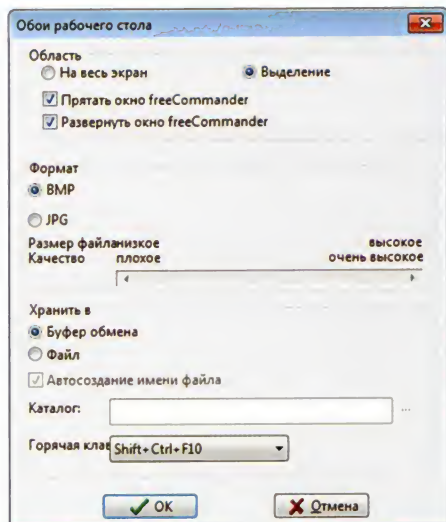 Обои рабочего стола
Область
На весь экран Выделение
Прятать окно freeCommander
Развернуть окно freeCommander
Формат
BMP
JPG
Размер файланизкое высокое
Качество плохое очень высокое
Хранить в
Буфер обмена
Файл
Автосоздание имени файла
Каталог: ...
Горячая клав Shift+Ctrl+F10
OK Отмена